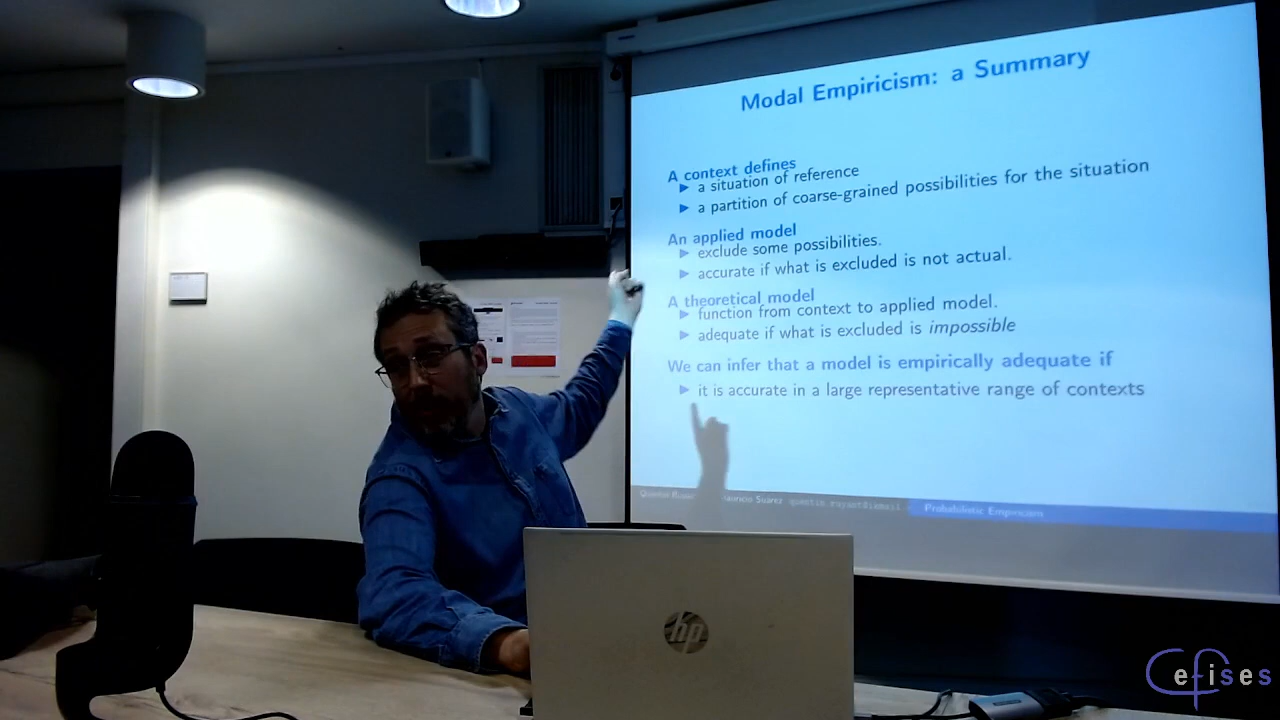 Modal Empiricism: a Summary
A context defines
a situation of reference
a partition of coarse-grained possibilities for the situation
An applied model
exclude some possibilities.
accurate if what is excluded is not actual.
A theoretical model
function from context to applied model.
adequate if what is excluded is impossible
We can infer that a model is empirically adequate if
it is accurate in a large representative range of contexts
Suárez
Probabilistic Empiricism
hp
Cefises